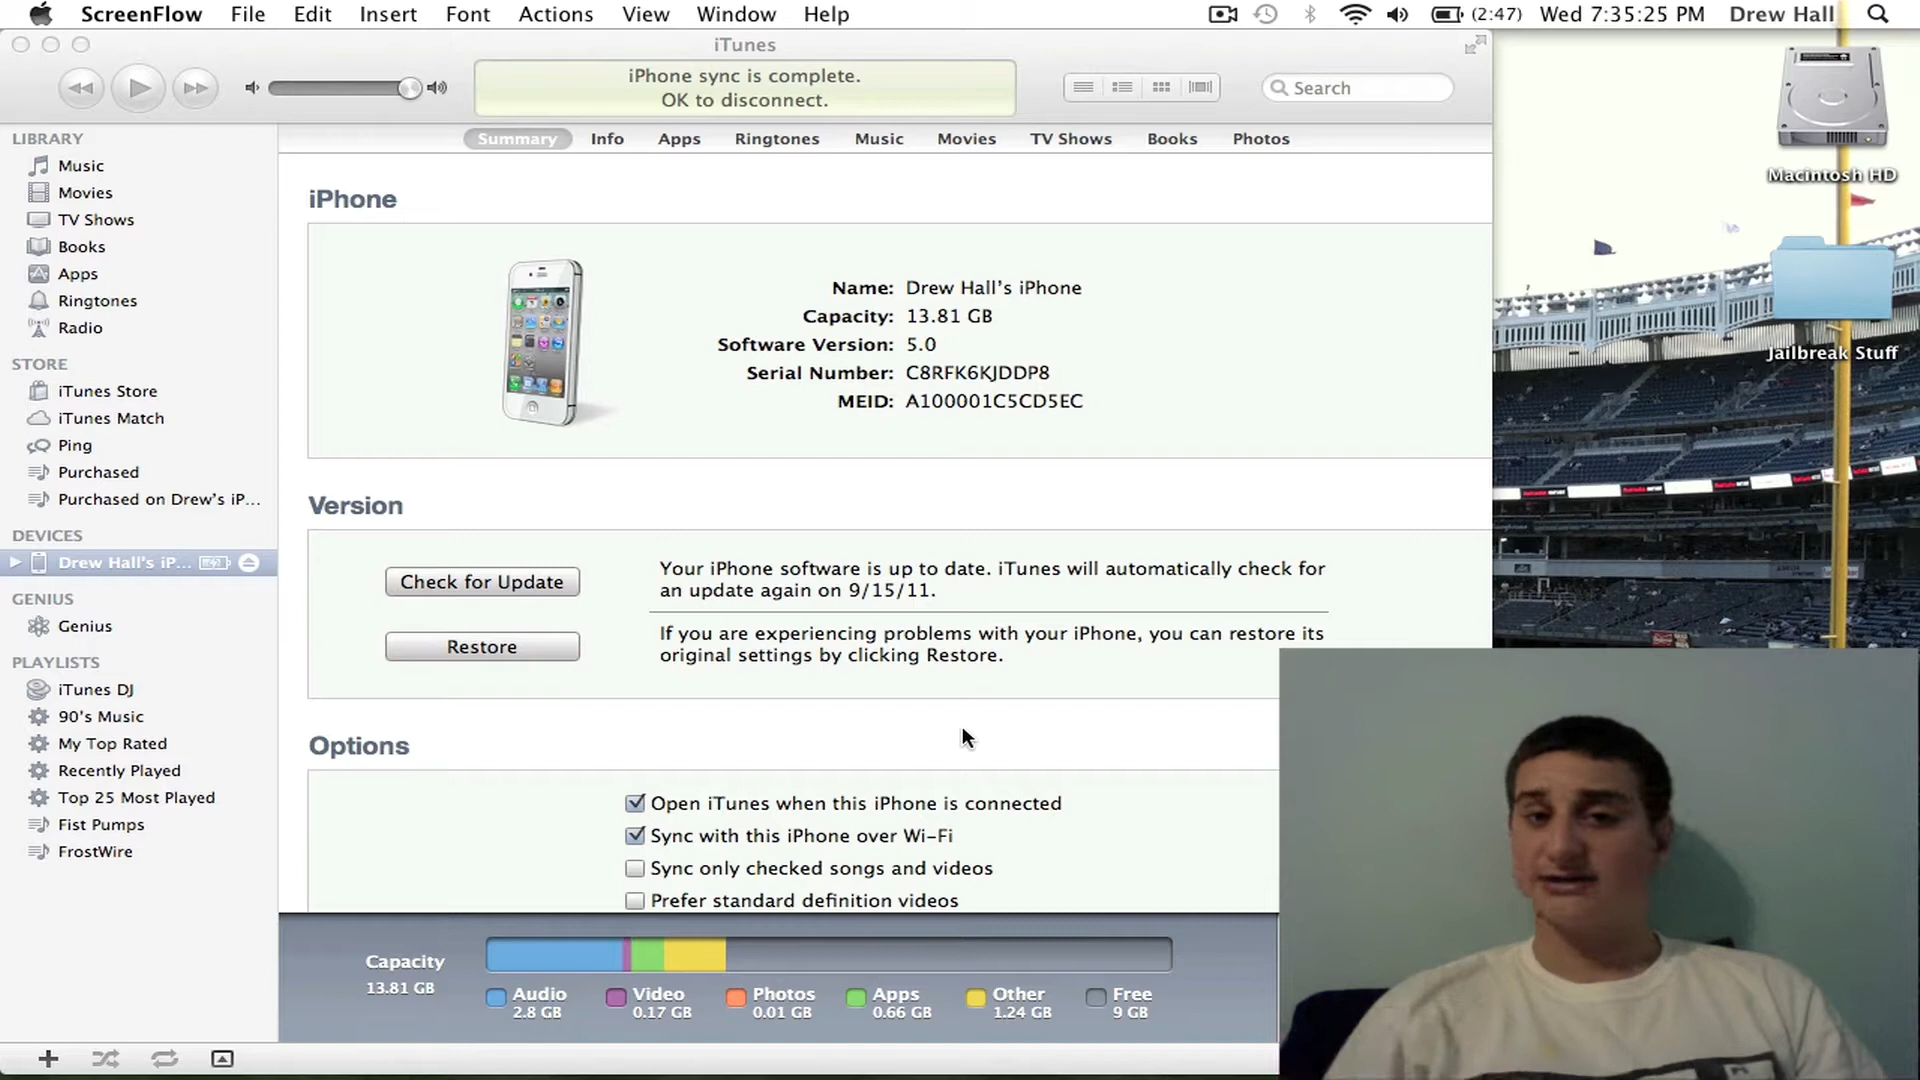 ScreenFlow File Edit Insert Font Actions View Window Help (2:47) Wed 7:35:25 PM Drew Hall
iTunes
iPhone sync is complete.
OK to disconnect.
Search
Summary Info Apps Ringtones Music Movies TV Shows Books Photos
LIBRARY
Music
Movies
TV Shows
Books
Apps
Ringtones
Radio
STORE
iTunes Store
iTunes Match
Ping
Purchased
Purchased on Drew's iP...
DEVICES
Drew Hall's iP...
GENIUS
Genius
PLAYLISTS
iTunes DJ
90's Music
My Top Rated
Recently Played
Top 25 Most Played
Fist Pumps
FrostWire
iPhone
Name: Drew Hall's iPhone
Capacity: 13.81 GB
Software Version: 5.0
Serial Number: C8RFK6KJDDP8
MEID: A100001C5CD5EC
Version
Check for Update
Your iPhone software is up to date. iTunes will automatically check for
an update again on 9/15/11.
Restore
If you are experiencing problems with your iPhone, you can restore its
original settings by clicking Restore.
Options
Open iTunes when this iPhone is connected
Sync with this iPhone over Wi-Fi
Sync only checked songs and videos
Prefer standard definition videos
Capacity
13.81 GB
Audio
2.8 GB
Video
0.17 GB
Photos
0.01 GB
Apps
0.66 GB
Other
1.24 GB
Free
9 GB
Macintosh HD
Jailbreak Stuff